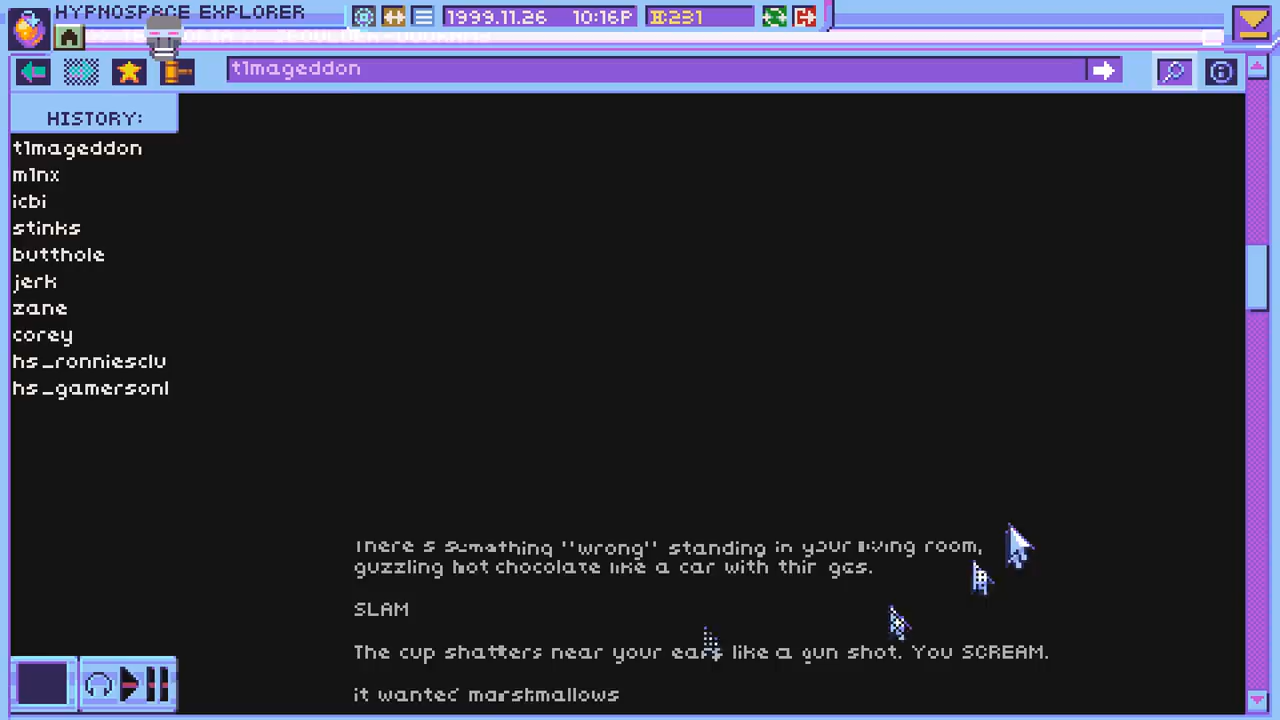 HYPNOSPACE EXPLORER
1999.11.26 10:16P
231
t1mageddon
HISTORY:
t1mageddon
m1nx
icbi
stinks
butthole
jerk
zane
corey
hs_ronniesclu
hs_gamersonl
There's something "wrong" standing in your living room,
guzzling hot chocolate like a car with thir gas.
SLAM
The cup shatters near your ears like a gun shot. You SCREAM.
it wanted marshmallows